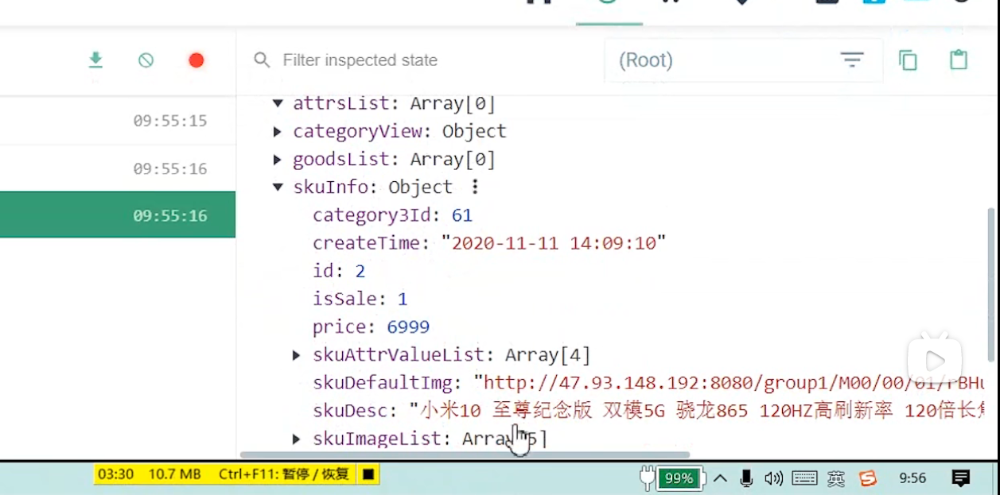 Filter inspected state
(Root)
09:55:15
09:55:16
09:55:16
attrsList: Array[0]
categoryView: Object
goodsList: Array[0]
skuInfo: Object
category3Id: 61
createTime: "2020-11-11 14:09:10"
id: 2
isSale: 1
price: 6999
skuAttrValueList: Array[4]
skuDefaultImg: "http://47.93.148.192:8080/group1/M00/00/01/rBHu
skuDesc: "小米10 至尊纪念版 双模5G 骁龙865 120HZ高刷新率 120倍长焦
skuImageList: Array[5]
03:30 10.7 MB Ctrl+F11: 暂停 / 恢复
99% 英 9:56